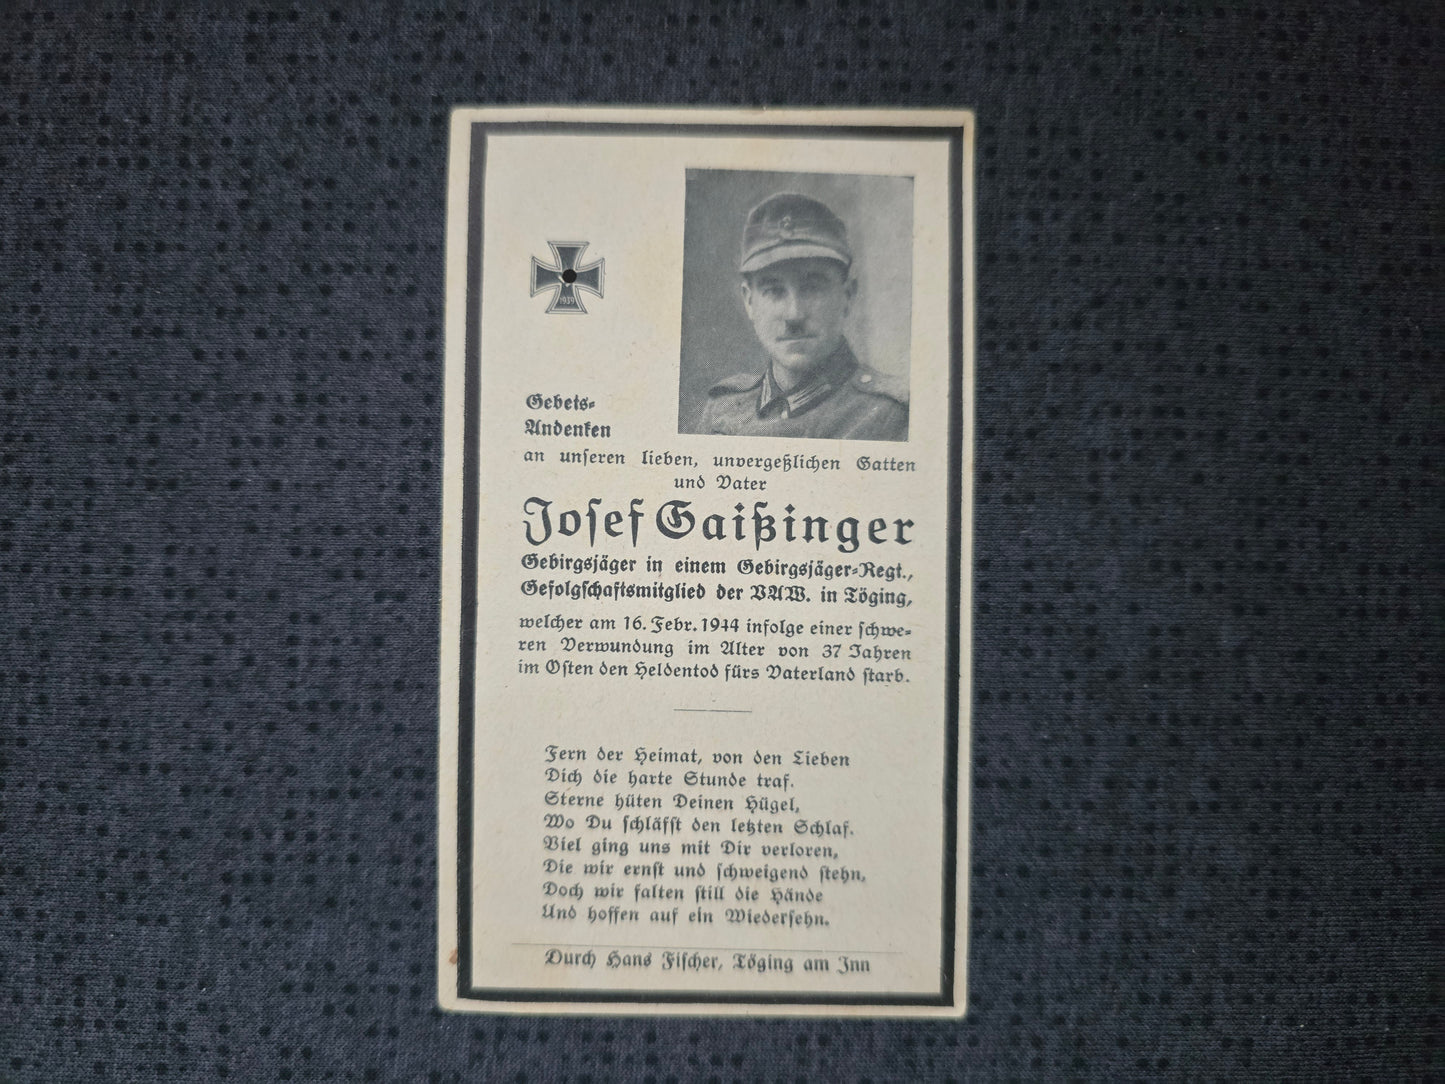 1939
Gebets-
Andenken
an unseren lieben, unvergeßlichen Gatten
und Vater
Josef Gaißinger
Gebirgsjäger in einem Gebirgsjäger-Regt.,
Gefolgschaftsmitglied der VAW. in Töging,
welcher am 16. Febr. 1944 infolge einer schwe-
ren Verwundung im Alter von 37 Jahren
im Osten den Heldentod fürs Vaterland starb.
Fern der Heimat, von den Lieben
Dich die harte Stunde traf.
Sterne hüten Deinen Hügel,
Wo Du schläfst den letzten Schlaf.
Viel ging uns mit Dir verloren,
Die wir ernst und schweigend stehn,
Doch wir falten still die Hände
Und hoffen auf ein Wiedersehn.
Durch Hans Fischer, Töging am Inn